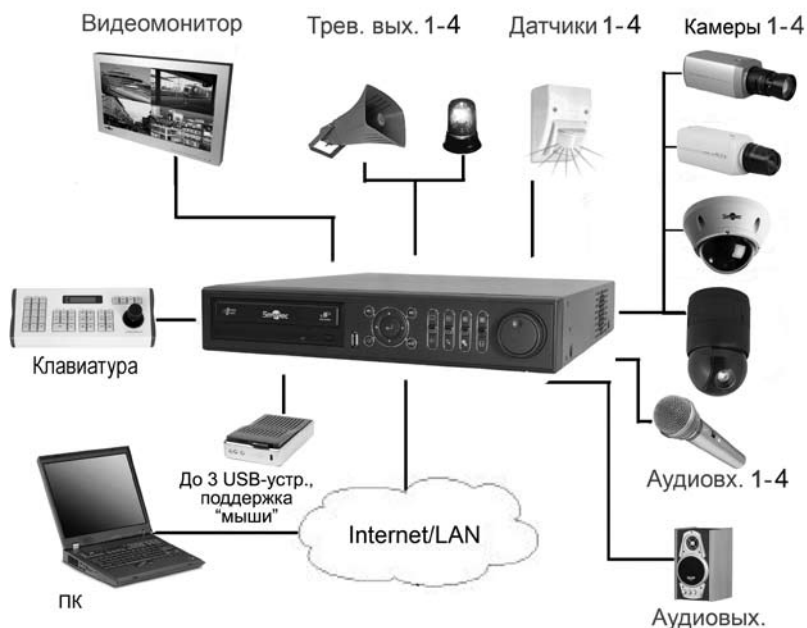 Видеомонитор
Трев. вых. 1-4
Датчики 1-4
Камеры 1-4
Клавиатура
До 3 USB-устр.,
поддержка
“мыши”
Internet/LAN
Аудиовх. 1-4
ПК
Аудиовых.